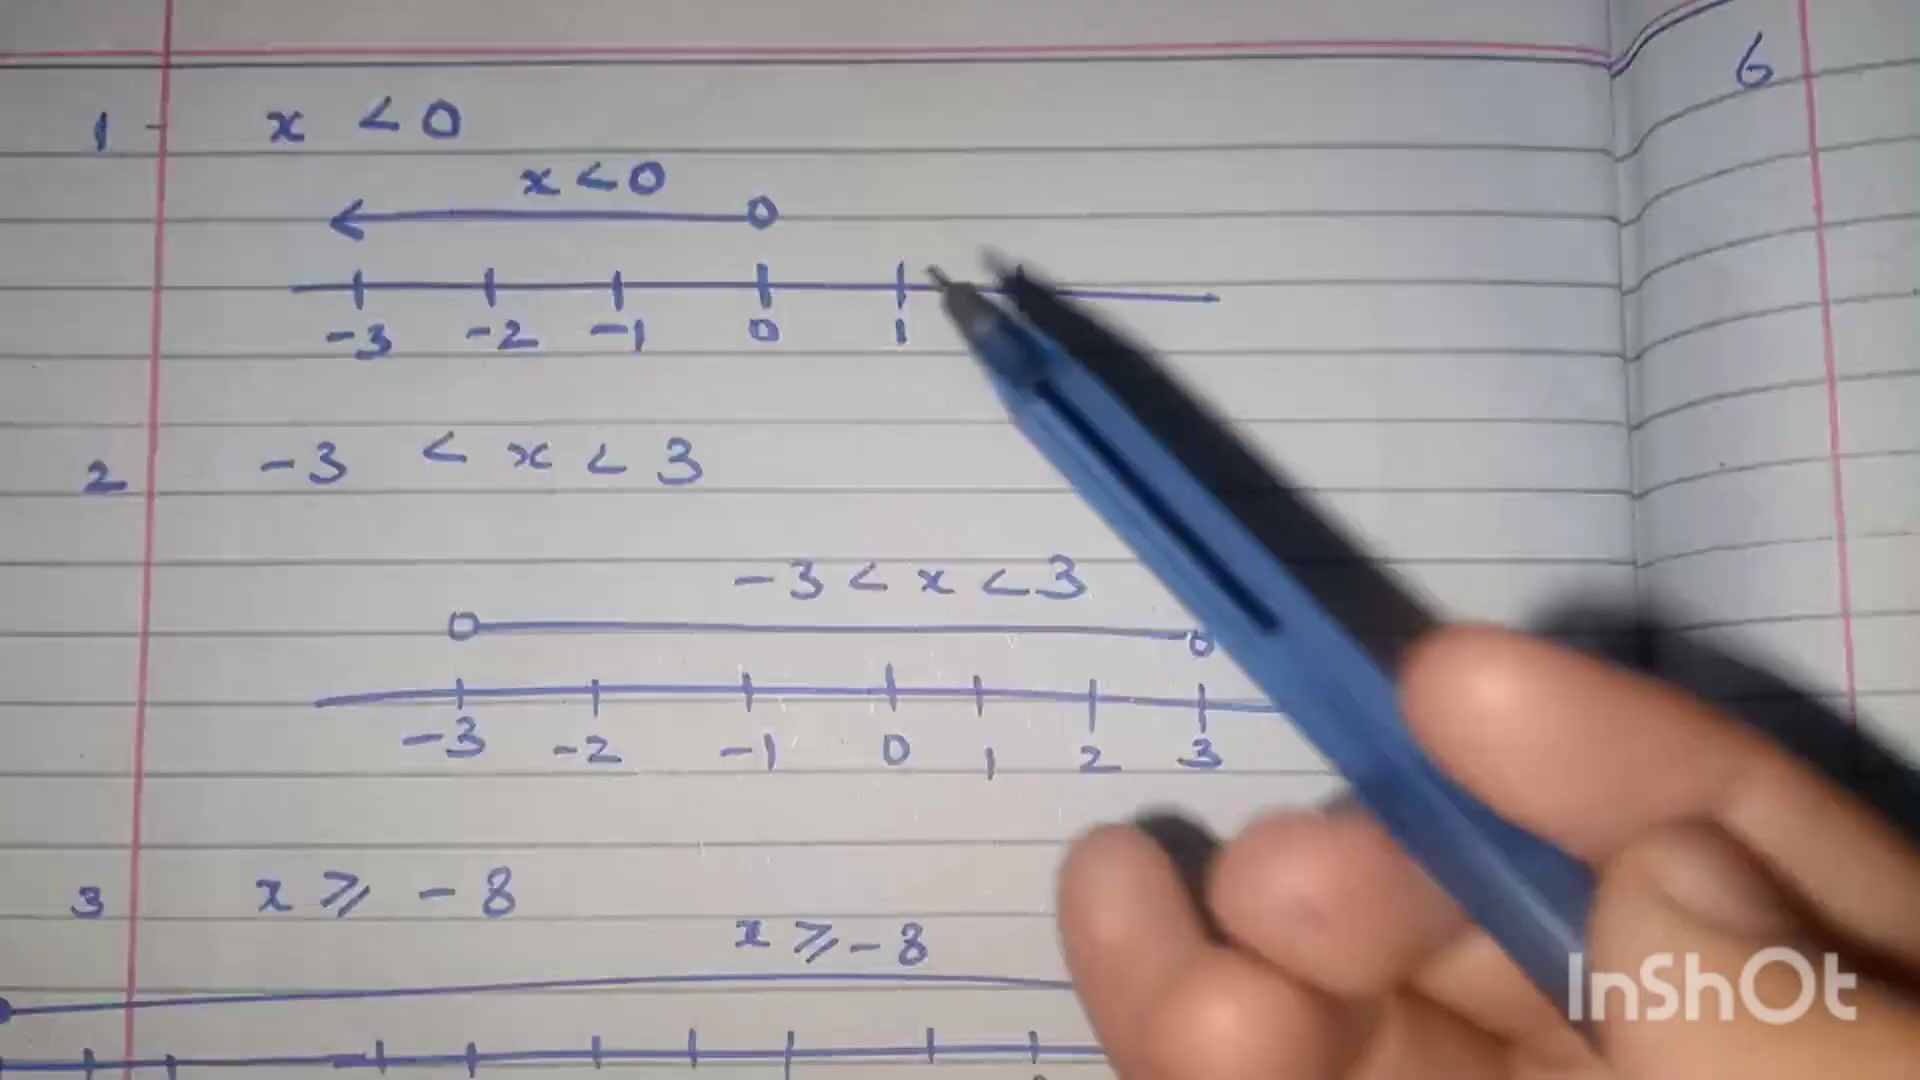 6
1 - x < 0
x < 0
-3 -2 -1 0 1
2 -3 < x < 3
-3 < x < 3
-3 -2 -1 0 1 2 3
3 x ⩾ -8
x ⩾ -8
InShOt